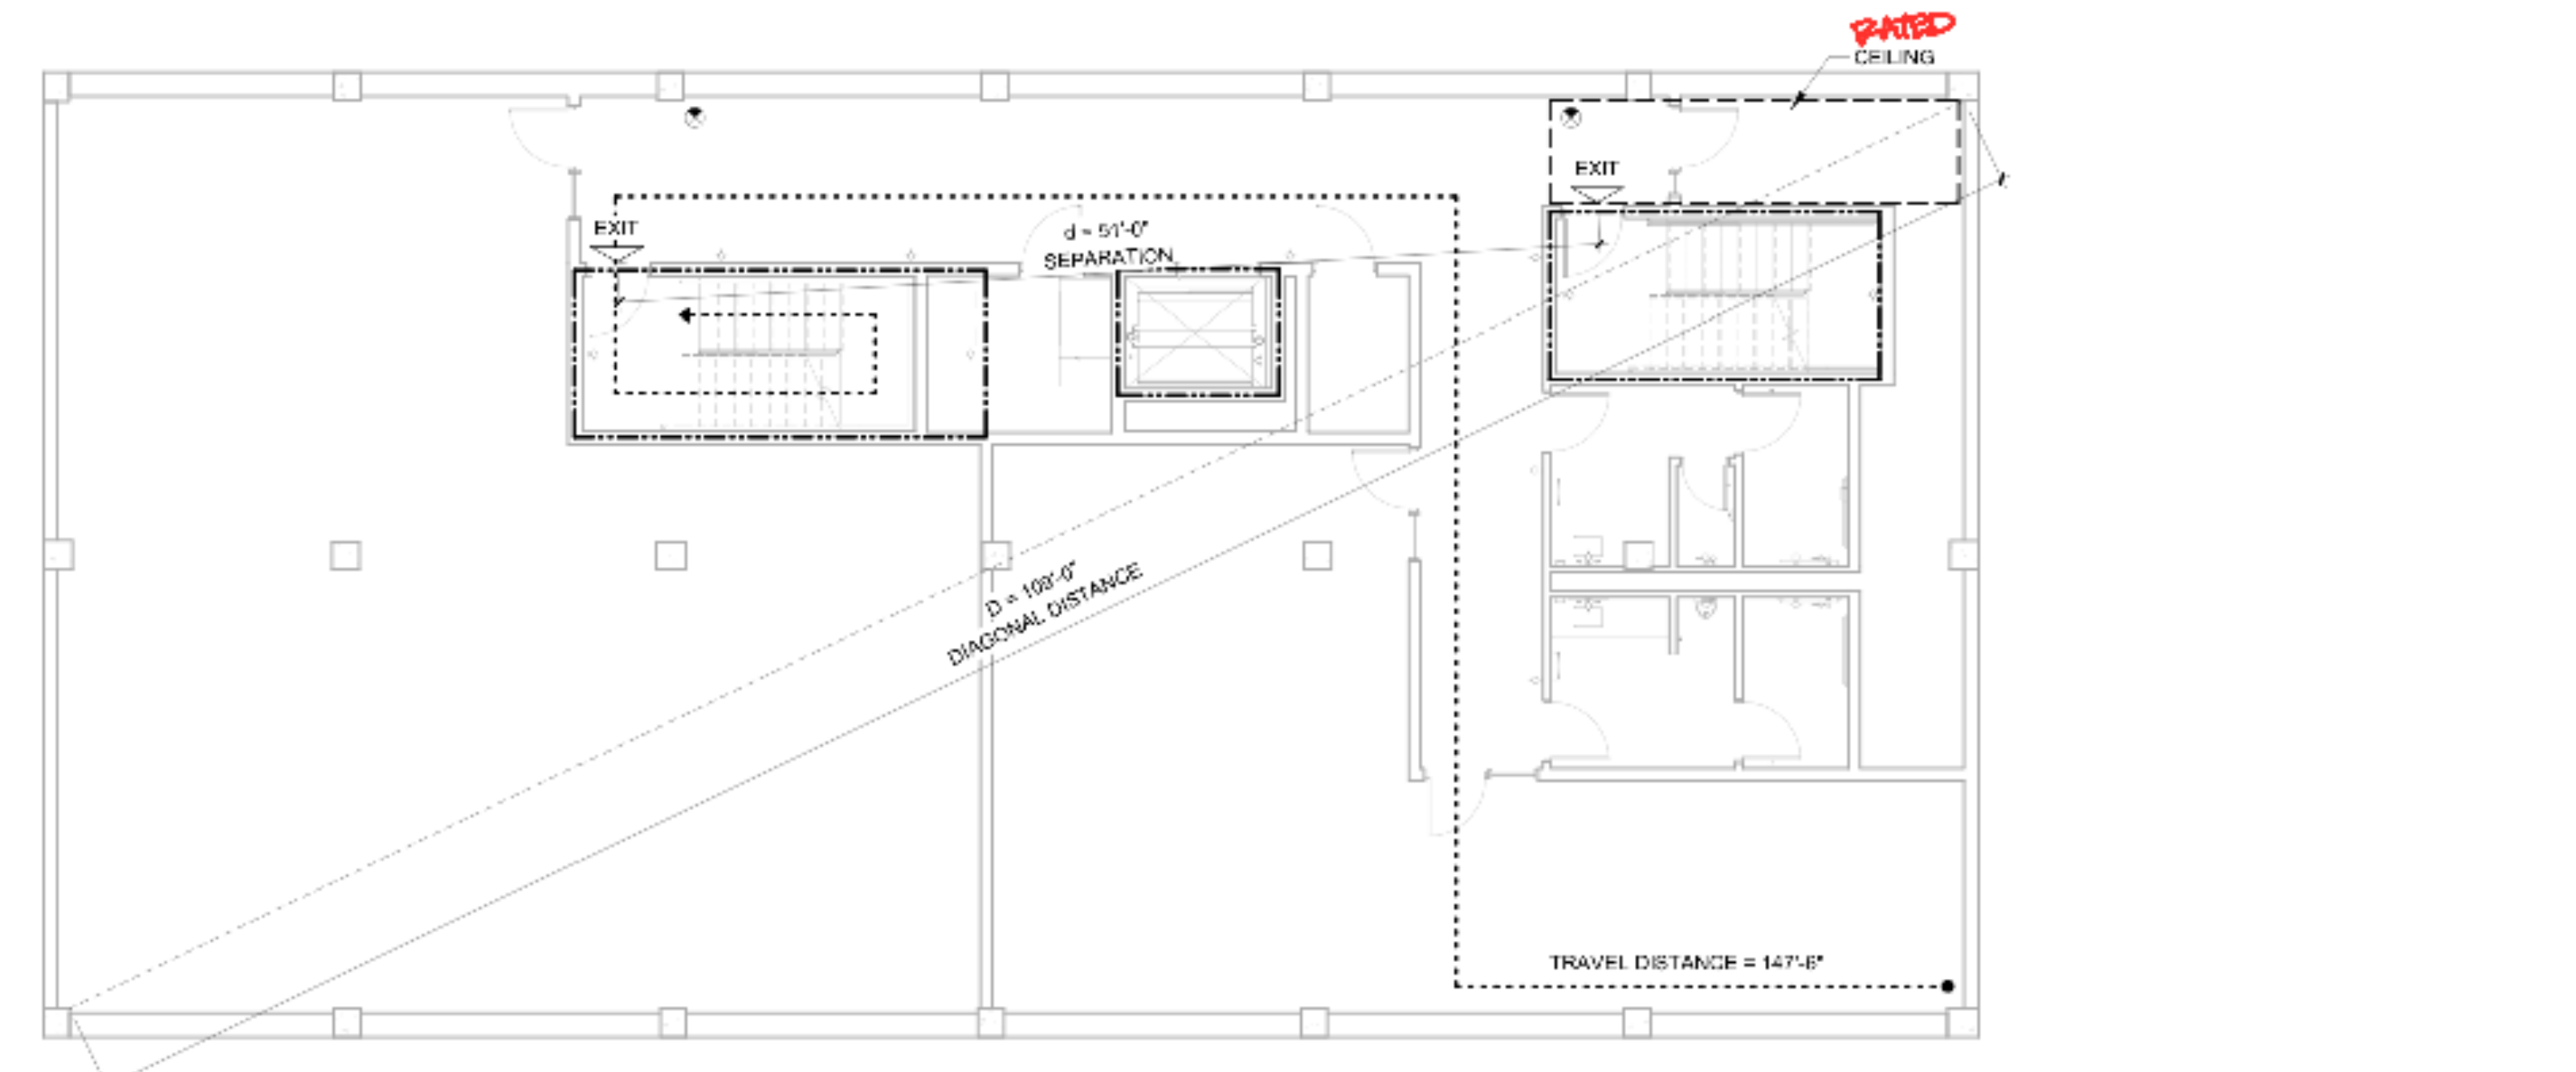 RATED
CEILING
EXIT
EXIT
d = 51'-0"
SEPARATION
D = 109'-0"
DIAGONAL DISTANCE
TRAVEL DISTANCE = 147'-6"